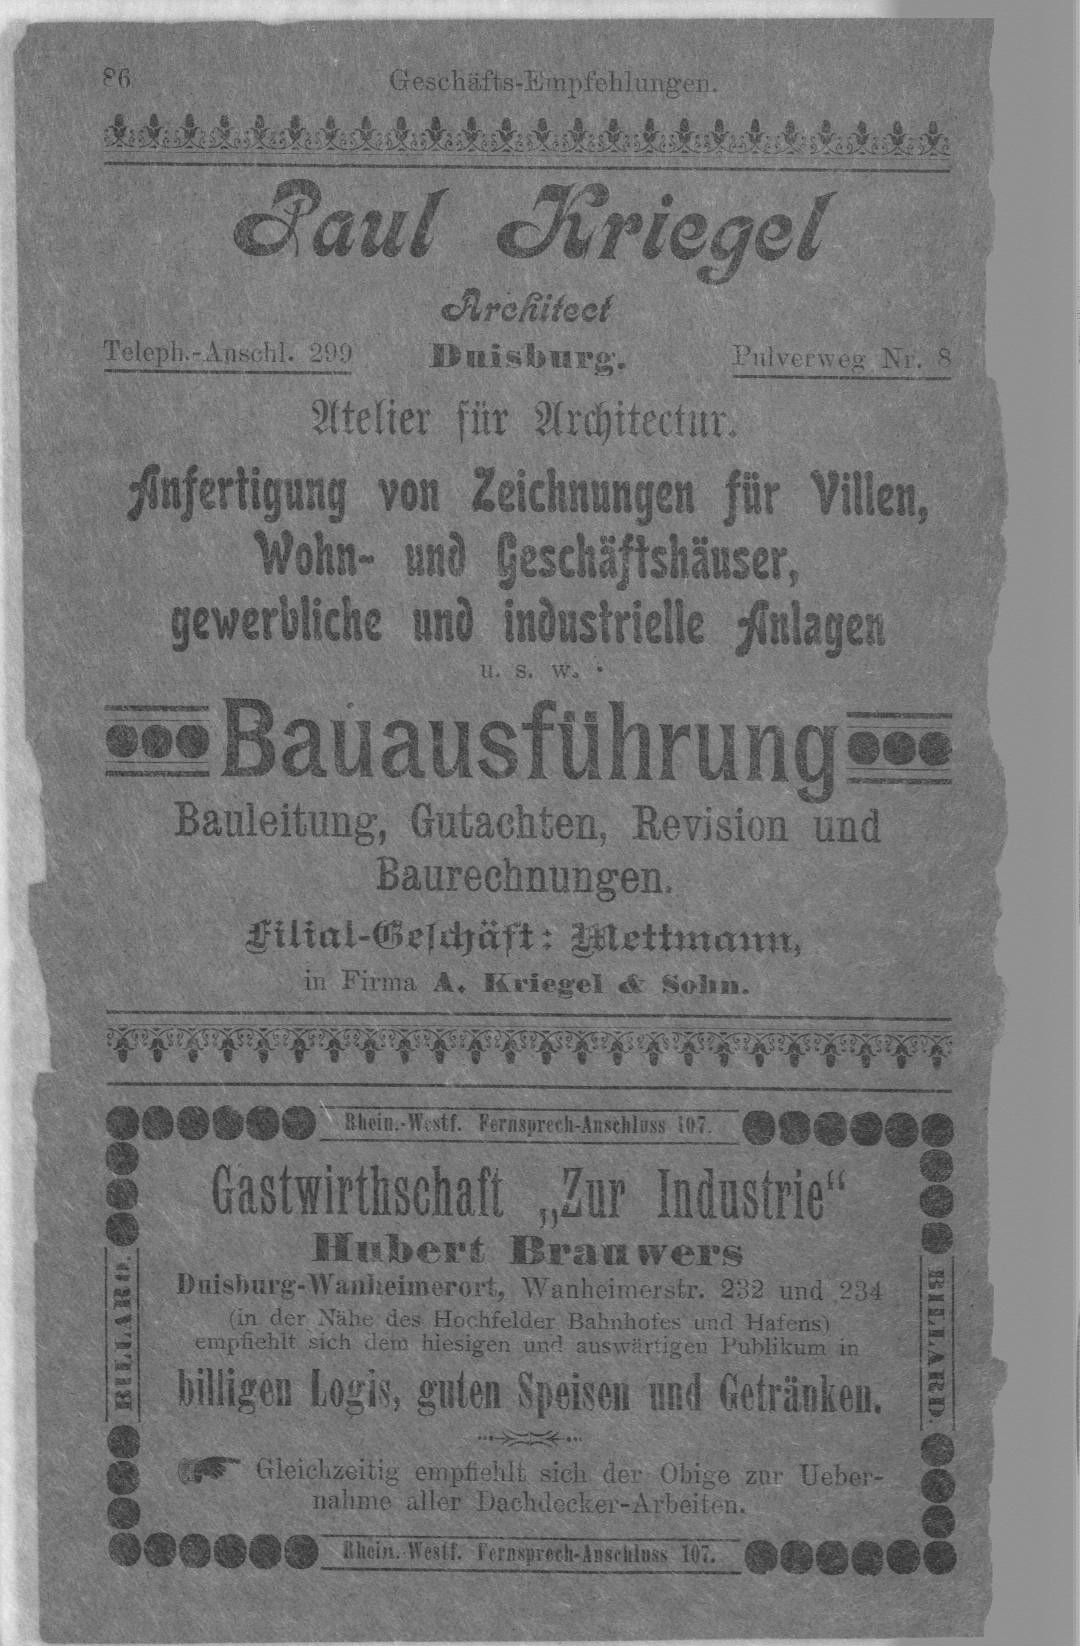 86
Geschäfts-Empfehlungen.
Paul Kriegel
Architect
Teleph.-Anschl. 299 Duisburg. Pulverweg Nr. 8
Atelier für Architectur.
Anfertigung von Zeichnungen für Villen,
Wohn- und Geschäftshäuser,
gewerbliche und industrielle Anlagen
u. s. w.
Bauausführung
Bauleitung, Gutachten, Revision und
Baurechnungen.
Filial-Geschäft: Mettmann,
in Firma A. Kriegel & Sohn.
Rhein.-Westf. Fernsprech-Anschluss 107.
Gastwirthschaft „Zur Industrie“
Hubert Brauwers
Duisburg-Wanheimerort, Wanheimerstr. 232 und 234
(in der Nähe des Hochfelder Bahnhofes und Hafens)
empfiehlt sich dem hiesigen und auswärtigen Publikum in
billigen Logis, guten Speisen und Getränken.
BILLARD.
BILLARD.
Gleichzeitig empfiehlt sich der Obige zur Ueber-
nahme aller Dachdecker-Arbeiten.
Rhein.-Westf. Fernsprech-Anschluss 107.